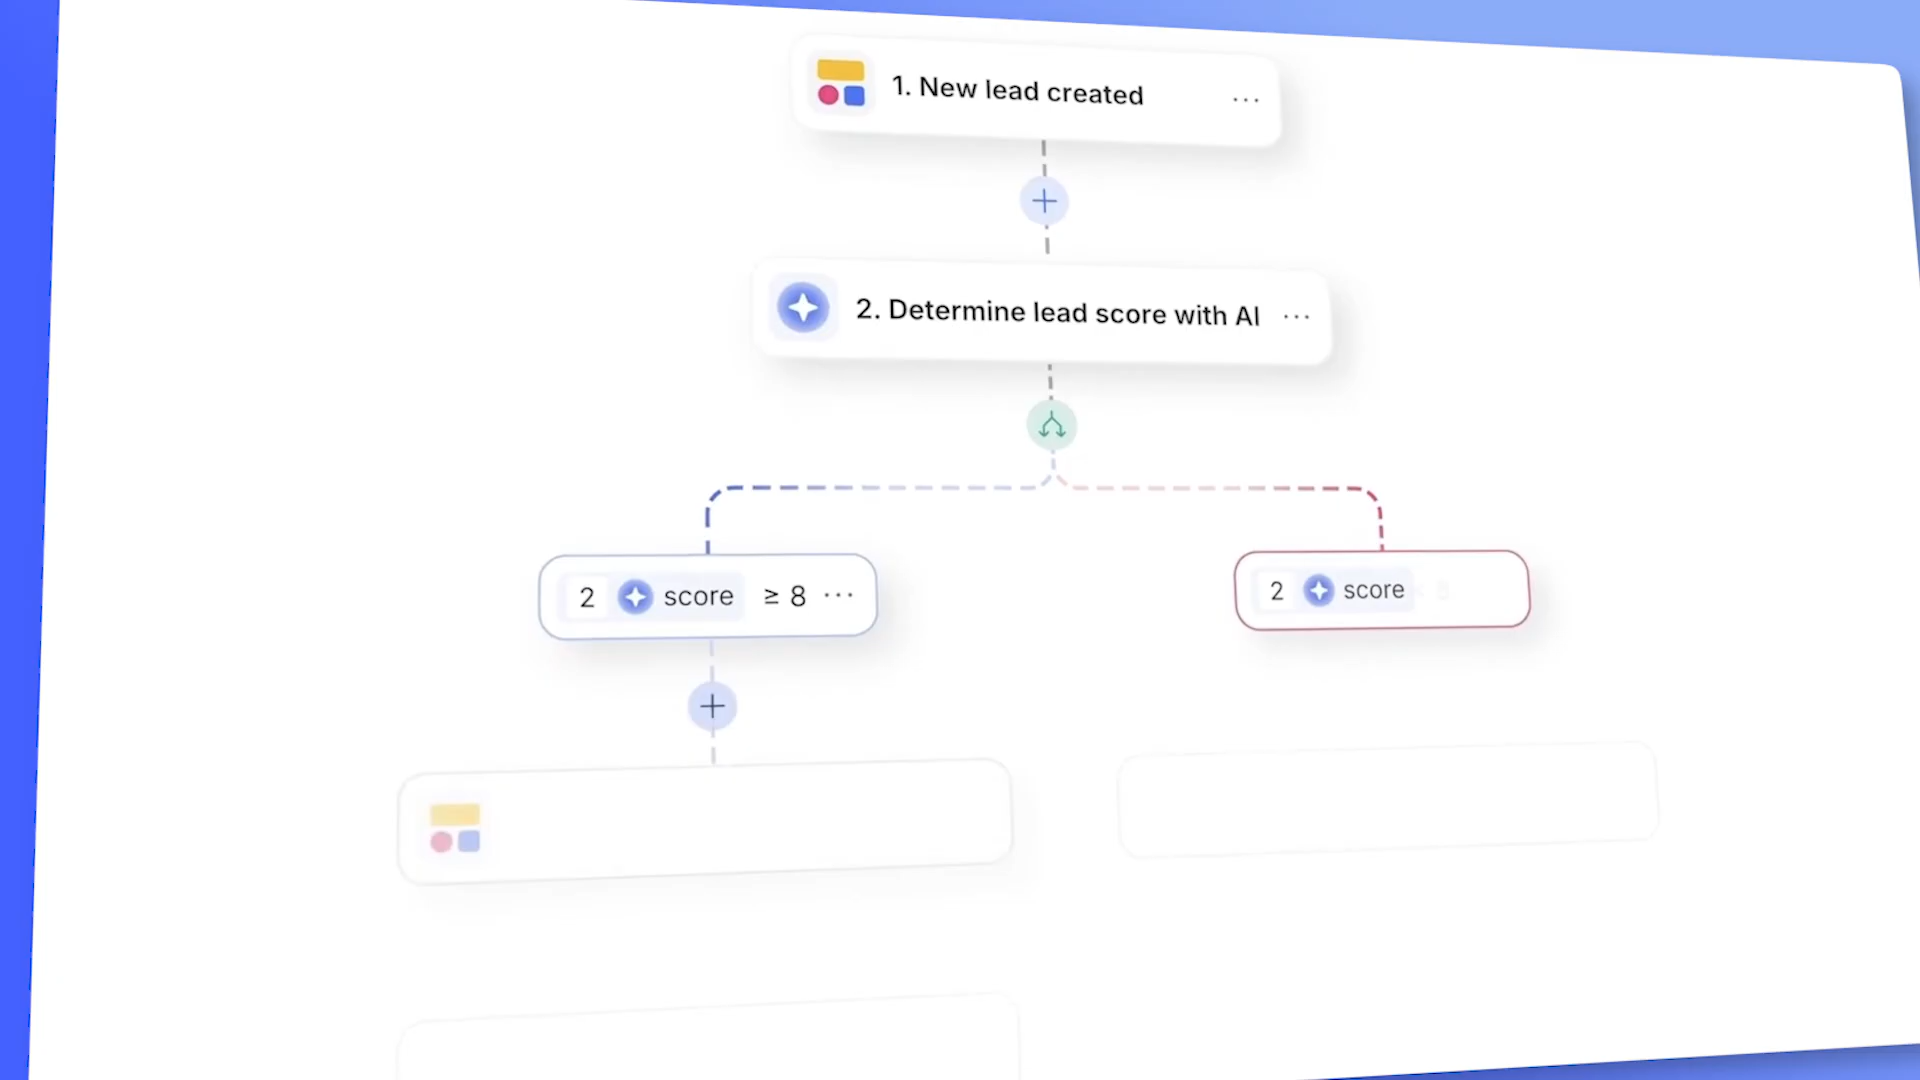 1. New lead created
2. Determine lead score with AI
2 score ≥ 8
2 score